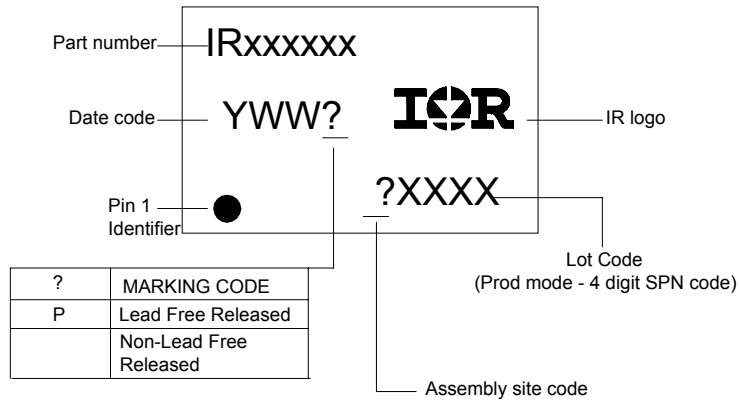 Part number
IRxxxxxx
Date code
YWW?
IOR
IR logo
?XXXX
Pin 1
Identifier
Lot Code
(Prod mode - 4 digit SPN code)
? MARKING CODE
P Lead Free Released
Non-Lead Free
Released
Assembly site code